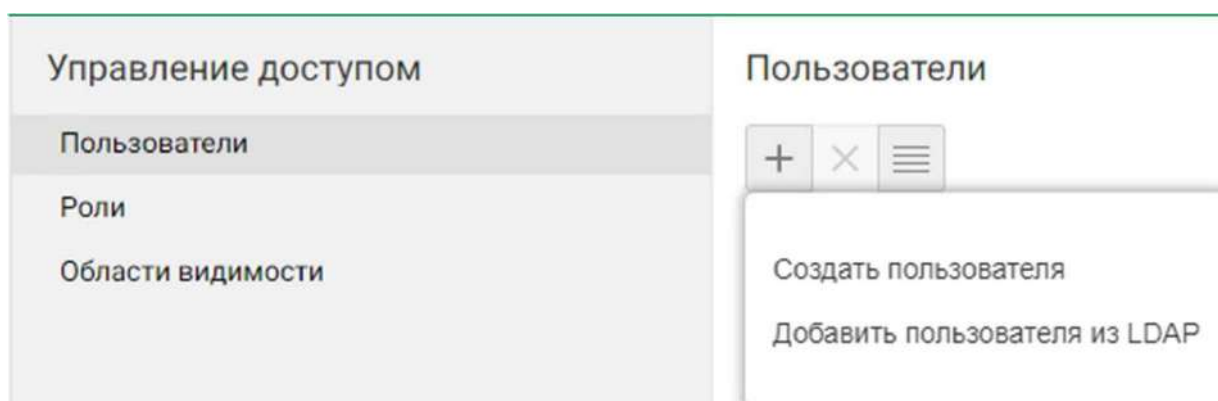 Управление доступом
Пользователи
Роли
Области видимости
Пользователи
Создать пользователя
Добавить пользователя из LDAP